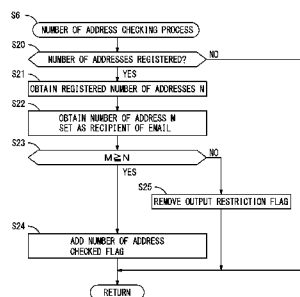 S6
NUMBER OF ADDRESS CHECKING PROCESS
S20
NUMBER OF ADDRESSES REGISTERED?
NO
YES
S21
OBTAIN REGISTERED NUMBER OF ADDRESSES N
S22
OBTAIN NUMBER OF ADDRESS M
SET AS RECIPIENT OF EMAIL
S23
M≧N
NO
YES
S25
REMOVE OUTPUT RESTRICTION FLAG
S24
ADD NUMBER OF ADDRESS
CHECKED FLAG
RETURN